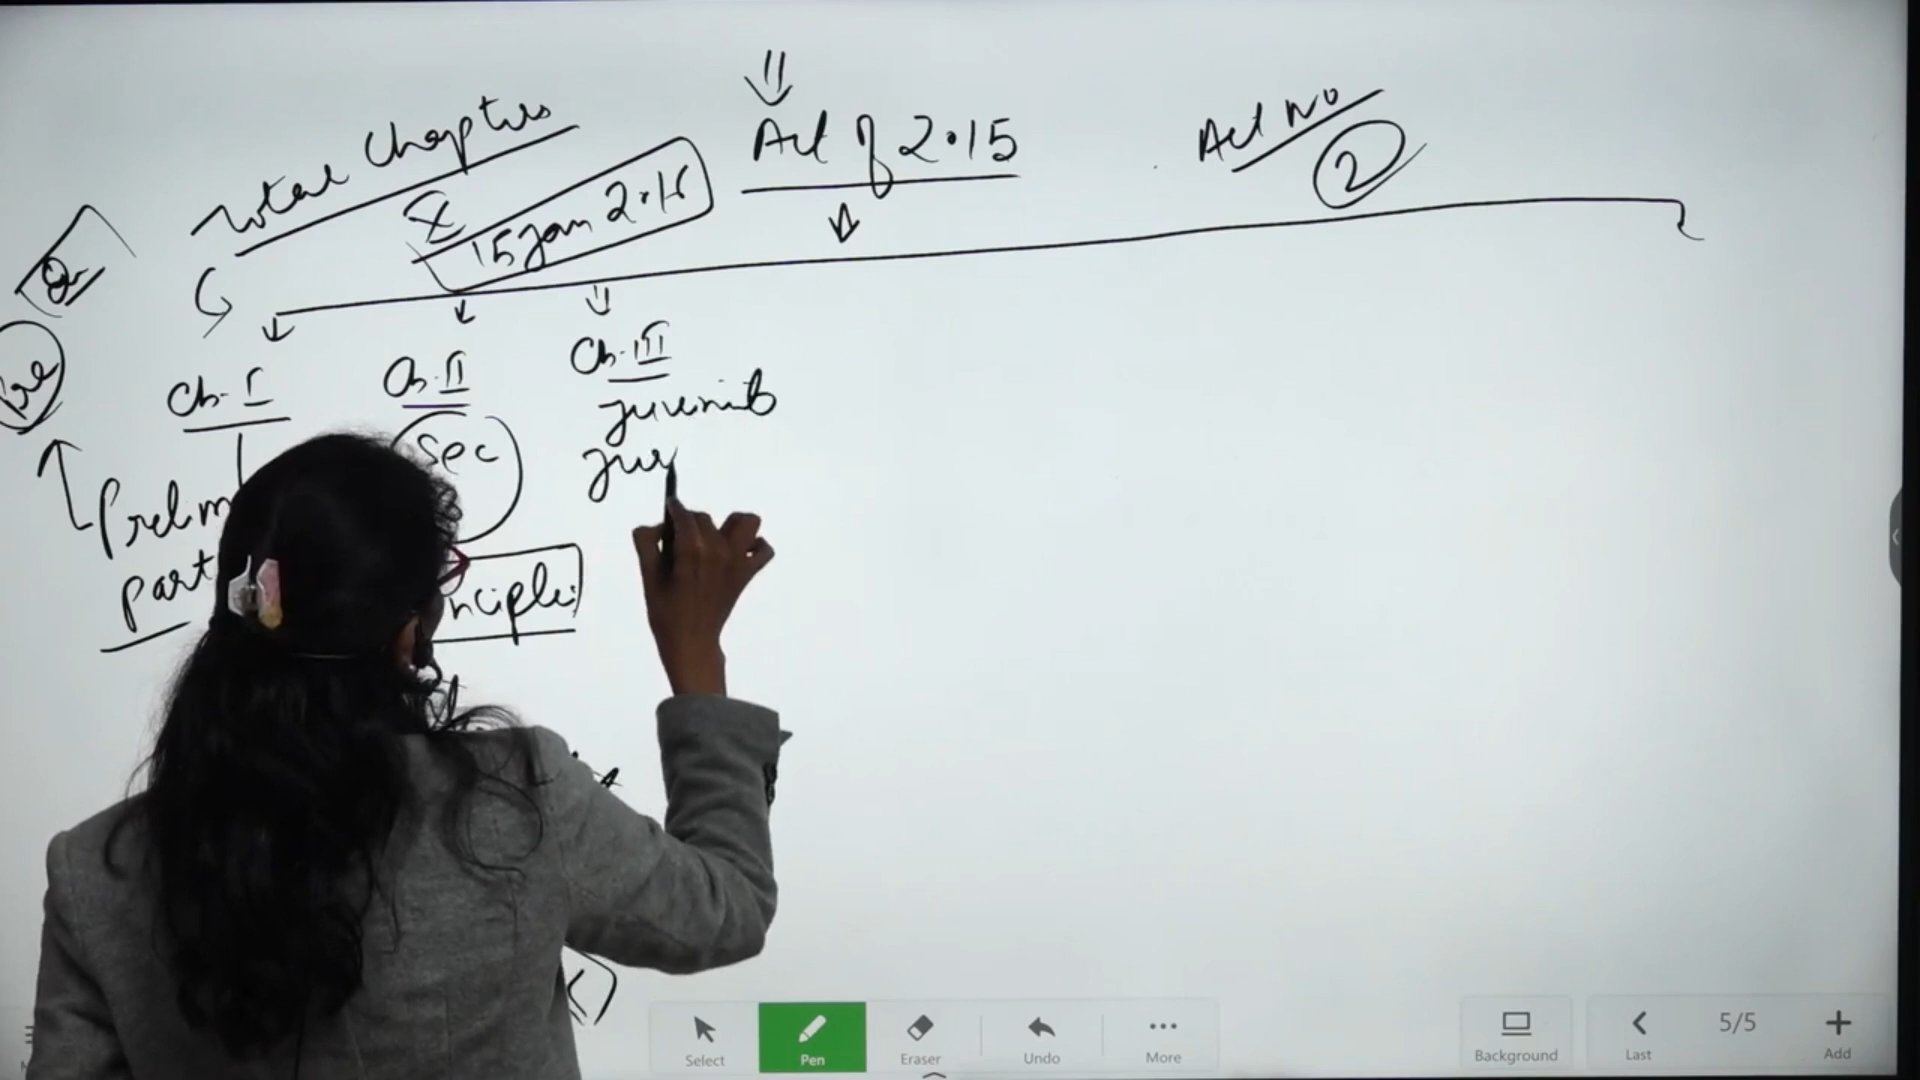 Total Chapters
X
15 Jan 2016
Act of 2015
Act No
2
Ch-I
Ch-II
Ch-III
Juvenile
Sec
Jus
Prelim
part
nciple
Select
Pen
Eraser
Undo
More
Background
Last
5/5
Add